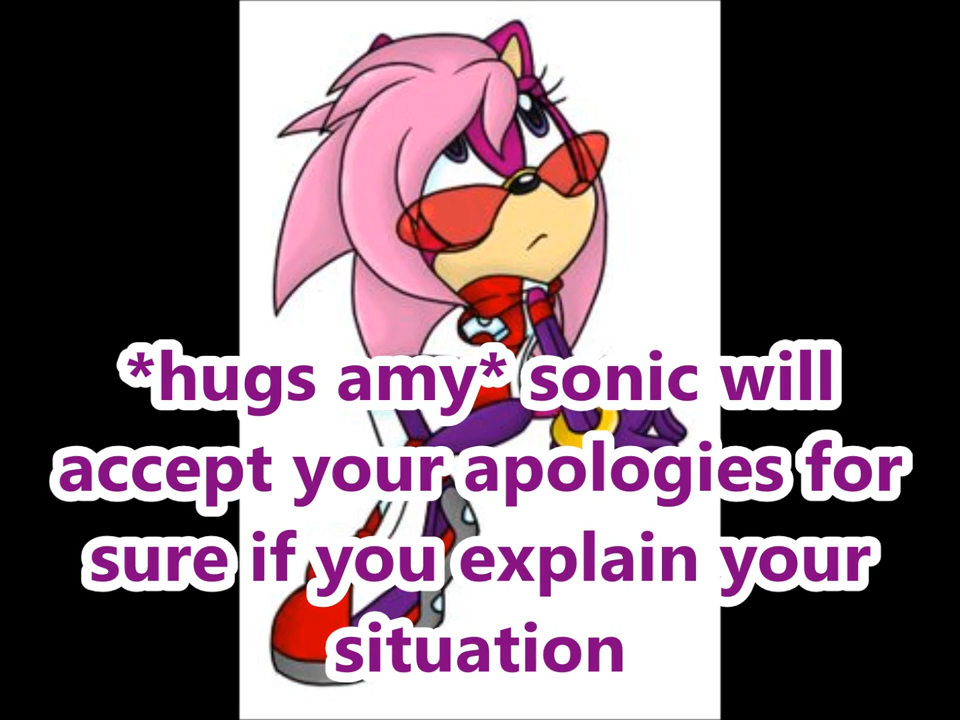 *hugs amy* sonic will
accept your apologies for
sure if you explain your
situation